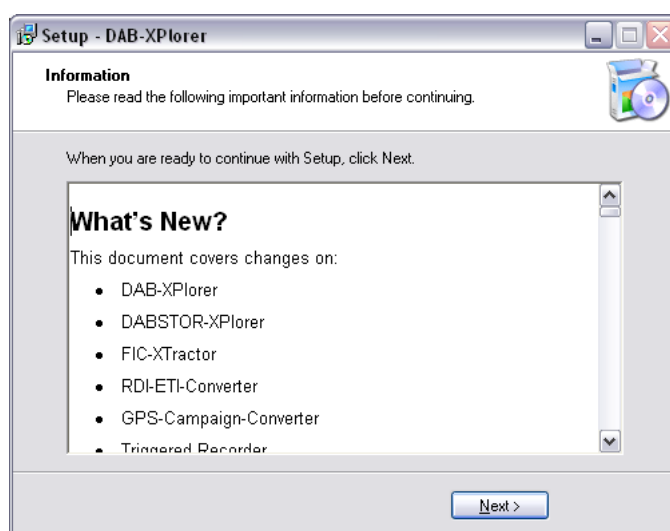 Setup - DAB-XPlorer
Information
Please read the following important information before continuing.
When you are ready to continue with Setup, click Next.
What's New?
This document covers changes on:
• DAB-XPlorer
• DABSTOR-XPlorer
• FIC-XTractor
• RDI-ETI-Converter
• GPS-Campaign-Converter
• Triggered Recorder
Next >